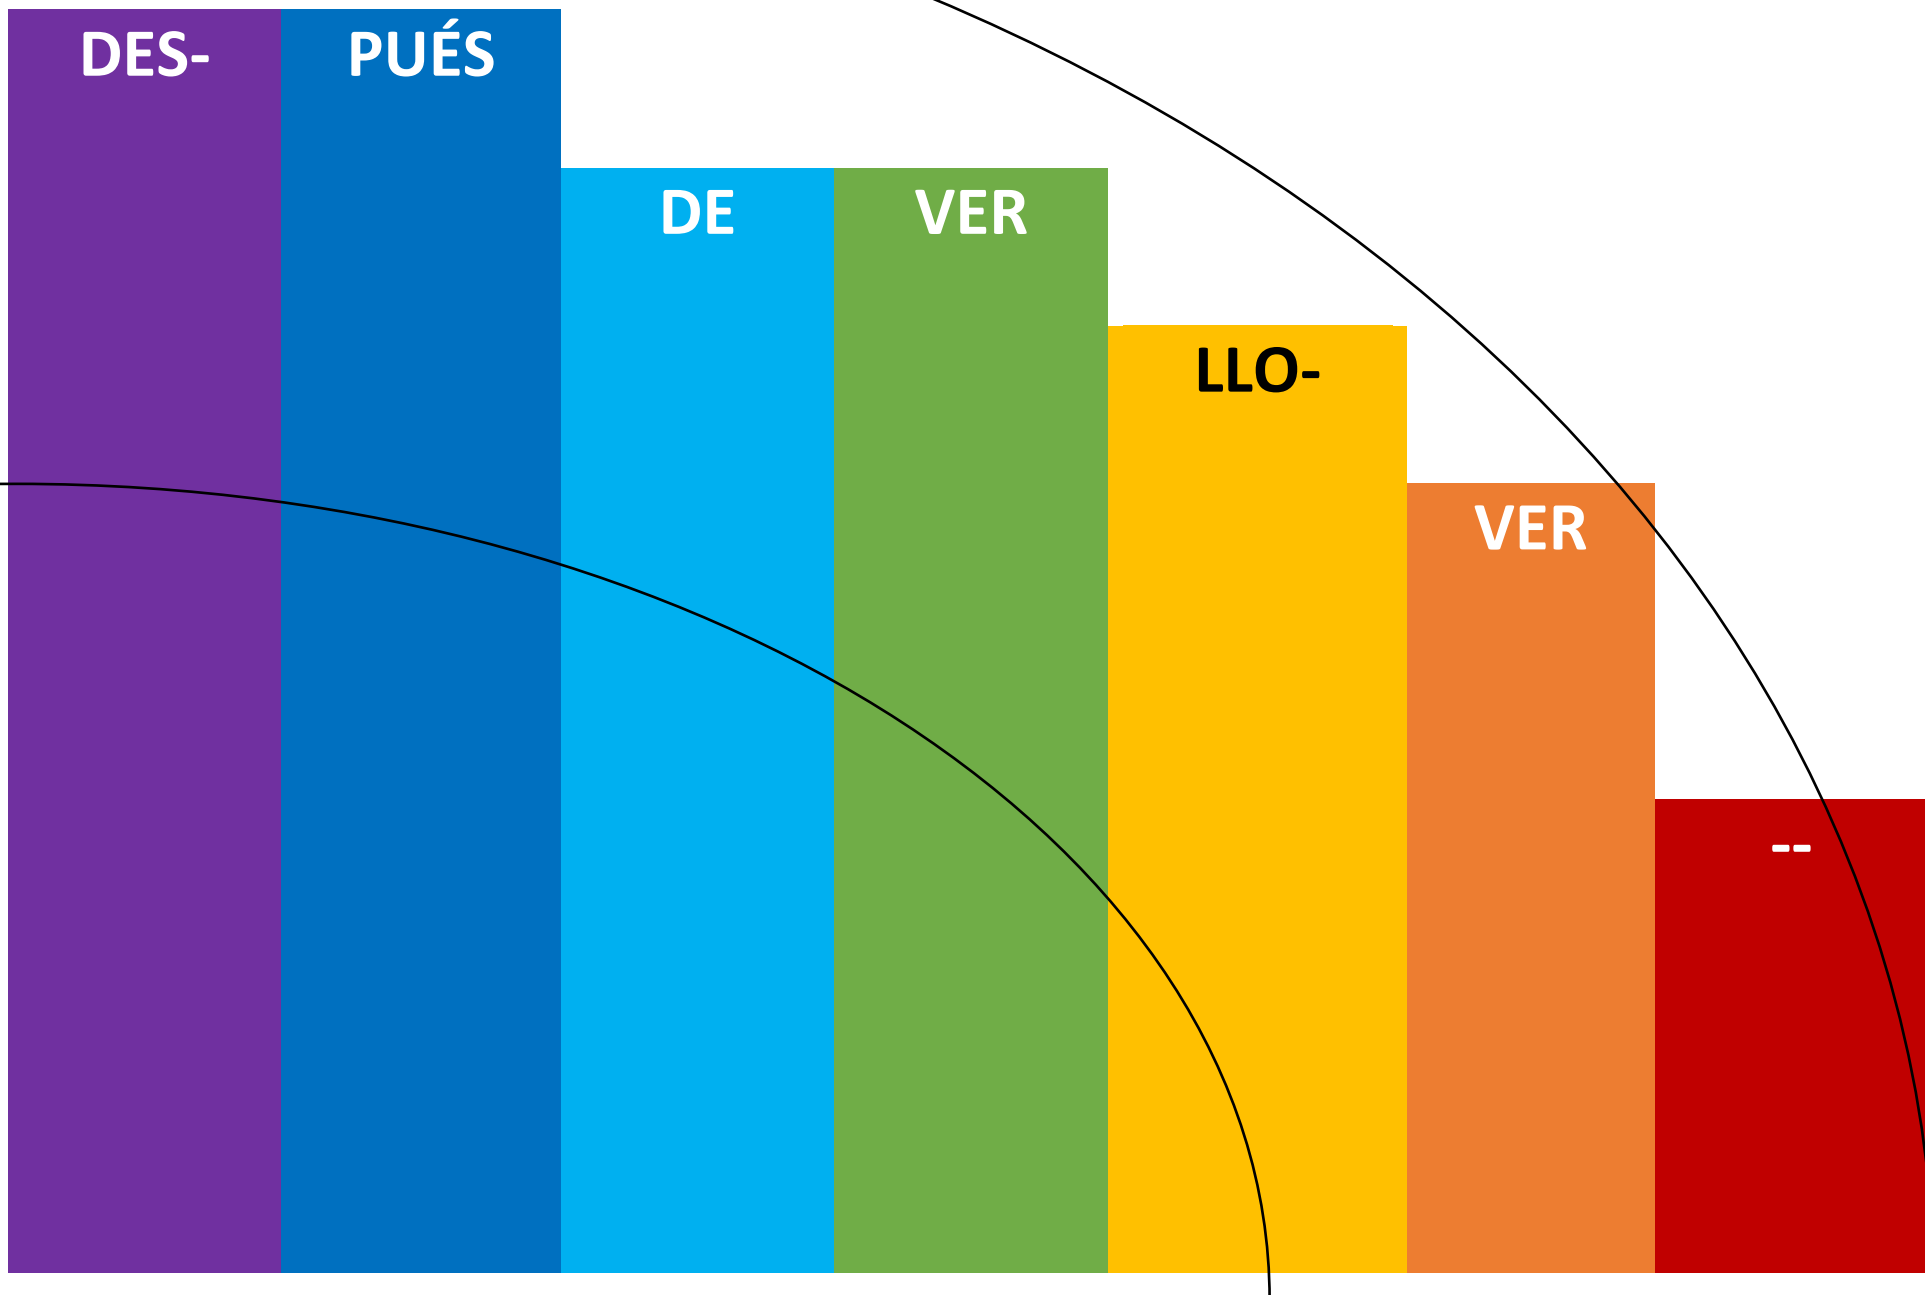 DES- PUÉS
DE VER
LLO-
VER
--